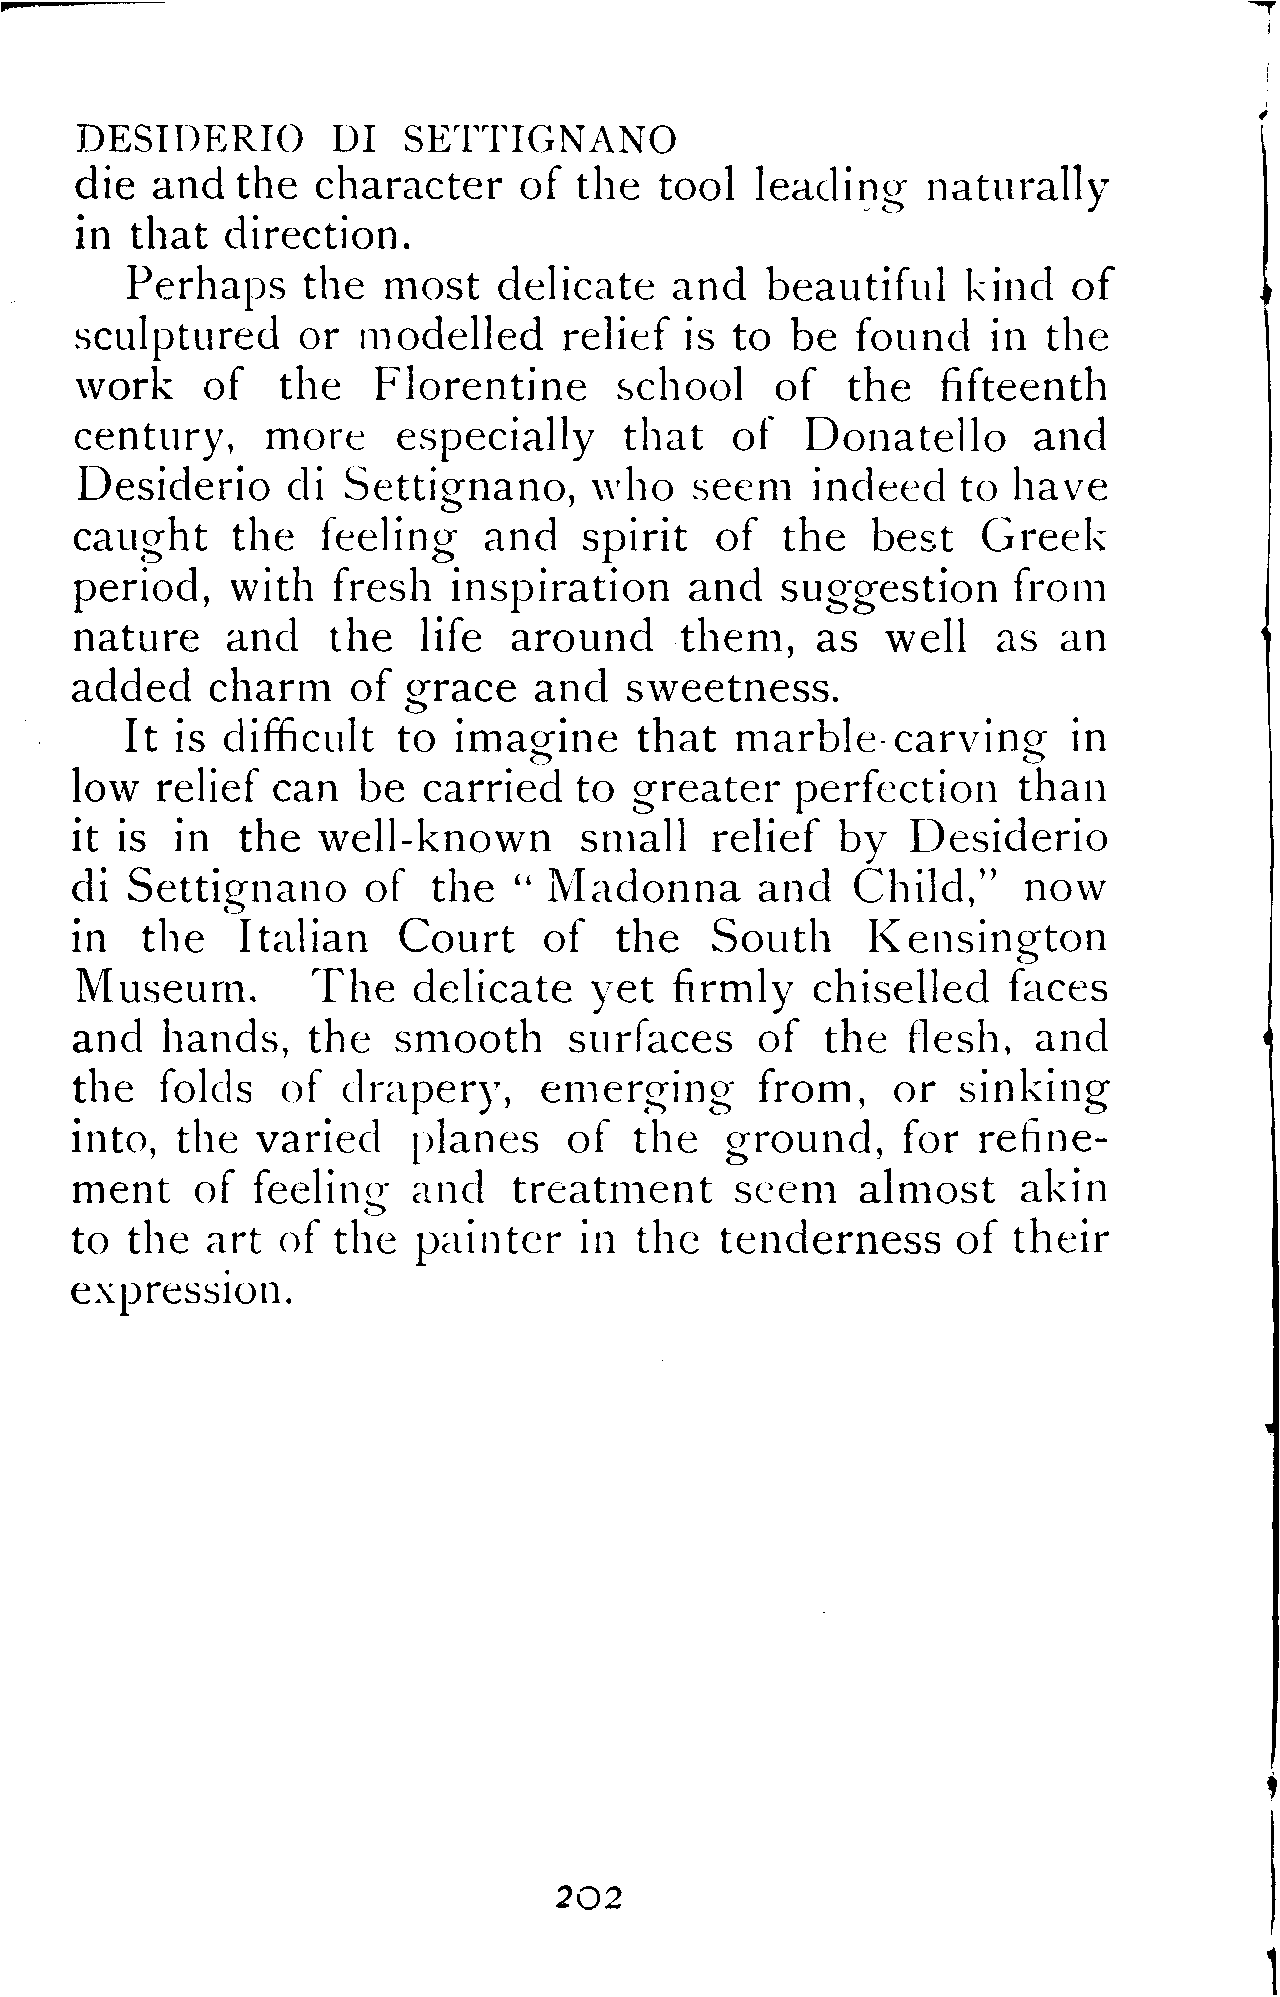 DESIDERIO DI SETTIGNANO
die and the character of the tool leading naturally
in that direction.
Perhaps the most delicate and beautiful kind of
sculptured or modelled relief is to be found in the
work of the Florentine school of the fifteenth
century, more especially that of Donatello and
Desiderio di Settignano, who seem indeed to have
caught the feeling and spirit of the best Greek
period, with fresh inspiration and suggestion from
nature and the life around them, as well as an
added charm of grace and sweetness.
It is difficult to imagine that marble-carving in
low relief can be carried to greater perfection than
it is in the well-known small relief by Desiderio
di Settignano of the “ Madonna and Child,” now
in the Italian Court of the South Kensington
Museum. The delicate yet firmly chiselled faces
and hands, the smooth surfaces of the flesh, and
the folds of drapery, emerging from, or sinking
into, the varied planes of the ground, for refine-
ment of feeling and treatment seem almost akin
to the art of the painter in the tenderness of their
expression.
202